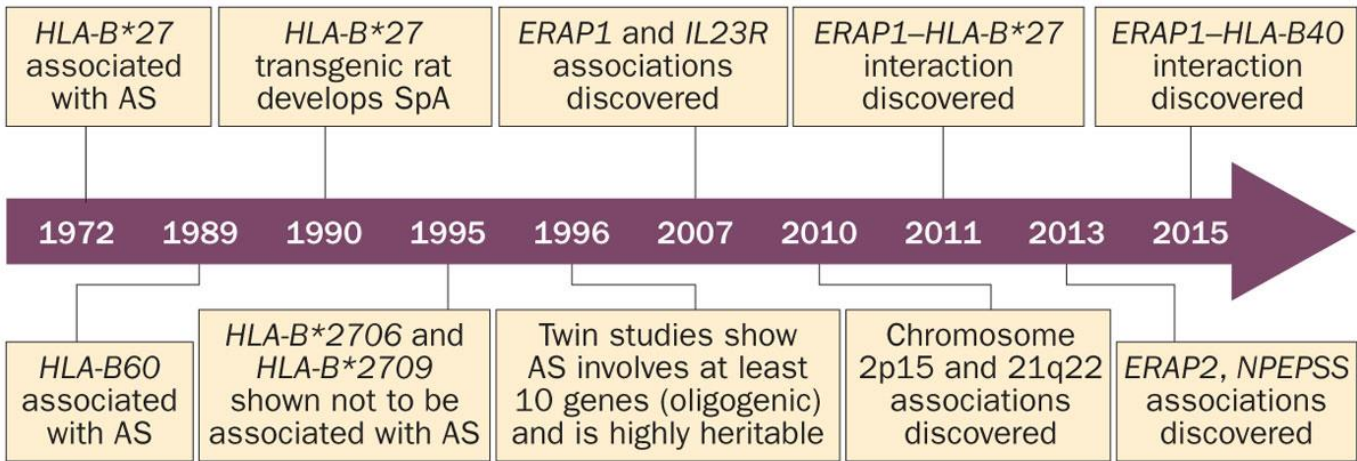 HLA-B*27
associated
with AS
HLA-B*27
transgenic rat
develops SpA
ERAP1 and IL23R
associations
discovered
ERAP1–HLA-B*27
interaction
discovered
ERAP1–HLA-B40
interaction
discovered
1972 1989 1990 1995 1996 2007 2010 2011 2013 2015
HLA-B60
associated
with AS
HLA-B*2706 and
HLA-B*2709
shown not to be
associated with AS
Twin studies show
AS involves at least
10 genes (oligogenic)
and is highly heritable
Chromosome
2p15 and 21q22
associations
discovered
ERAP2, NPEPSS
associations
discovered